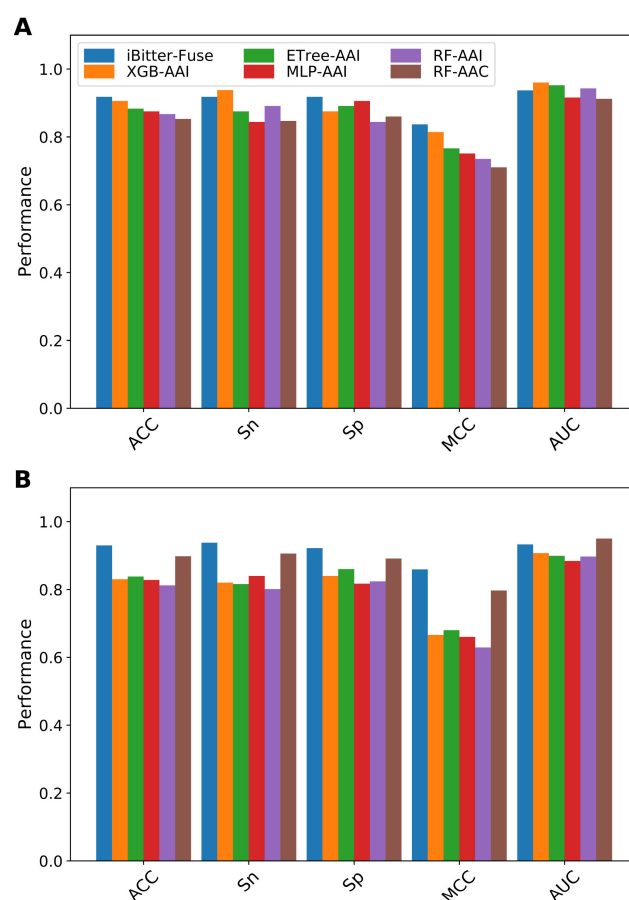 A
iBitter-Fuse ETree-AAI RF-AAI
XGB-AAI MLP-AAI RF-AAC
1.0
0.8
0.6
0.4
0.2
0.0
Performance
ACC Sn Sp MCC AUC
B
1.0
0.8
0.6
0.4
0.2
0.0
Performance
ACC Sn Sp MCC AUC